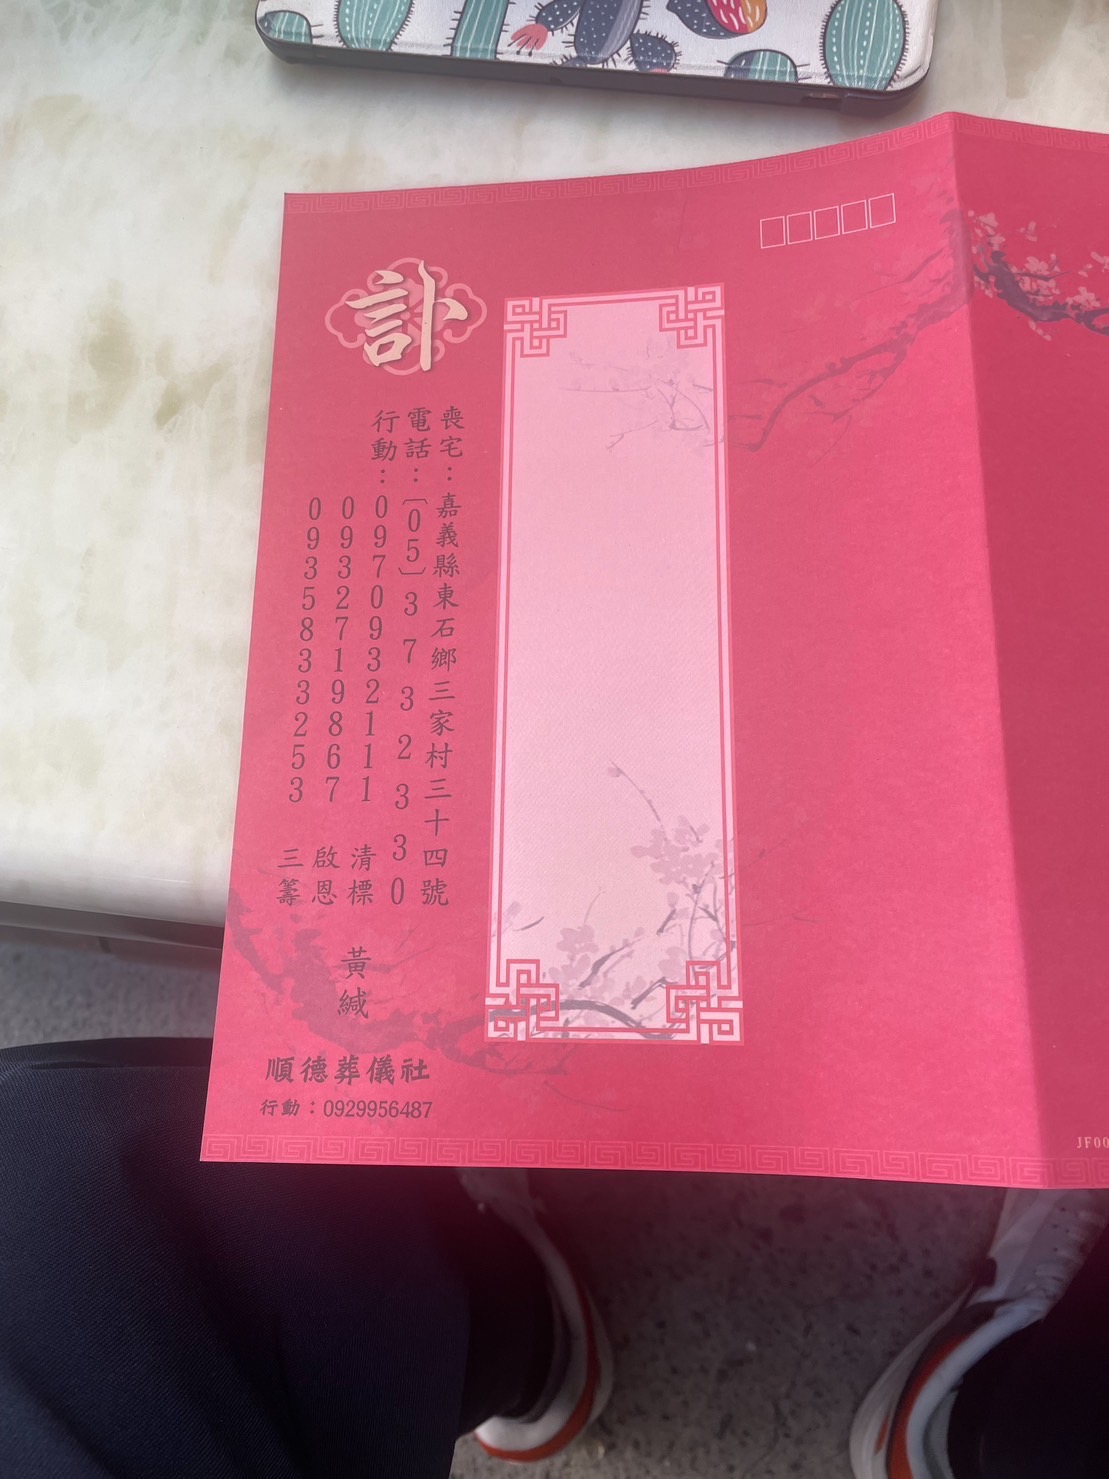 訃
喪宅：嘉義縣東石鄉三家村三十四號
電話：〔05〕3732330
行動：0970932111 清標
0932719867 啟恩
0935833253 三籌
黃緘
順德葬儀社
行動：0929956487
JF00